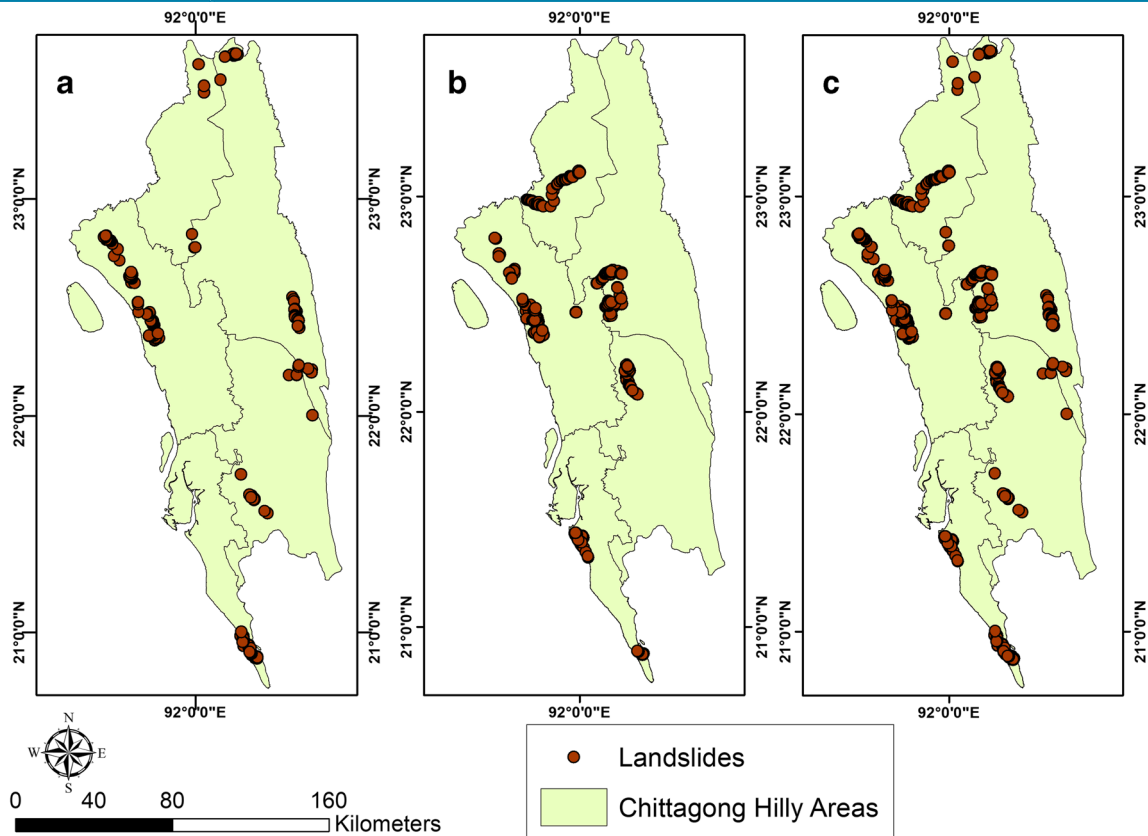 92°0'0"E 92°0'0"E 92°0'0"E
a b c
23°0'0"N 23°0'0"N 23°0'0"N 23°0'0"N
22°0'0"N 22°0'0"N 22°0'0"N 22°0'0"N
21°0'0"N 21°0'0"N 21°0'0"N 21°0'0"N
92°0'0"E 92°0'0"E 92°0'0"E
N
W E
S
0 40 80 160
Kilometers
Landslides
Chittagong Hilly Areas